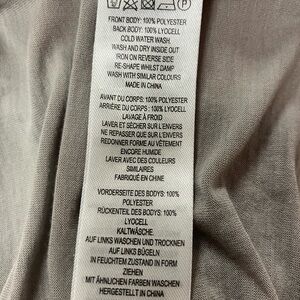 FRONT BODY: 100% POLYESTER
BACK BODY: 100% LYOCELL
COLD WATER WASH
WASH AND DRY INSIDE OUT
IRON ON REVERSE SIDE
RE-SHAPE WHILST DAMP
WASH WITH SIMILAR COLOURS
MADE IN CHINA
AVANT DU CORPS: 100% POLYESTER
ARRIÈRE DU CORPS: 100% LYOCELL
LAVAGE À FROID
LAVER ET SÉCHER SUR L'ENVERS
NE REPASSER QUE SUR L'ENVERS
REDONNER FORME AU VÊTEMENT
ENCORE HUMIDE
LAVER AVEC DES COULEURS
SIMILAIRES
FABRIQUÉ EN CHINE
VORDERSEITE DES BODYS: 100%
POLYESTER
RÜCKENTEIL DES BODYS: 100%
LYOCELL
KALTWÄSCHE.
AUF LINKS WASCHEN UND TROCKNEN
AUF LINKS BÜGELN
IN FEUCHTEM ZUSTAND IN FORM
ZIEHEN
MIT ÄHNLICHEN FARBEN WASCHEN
HERGESTELLT IN CHINA